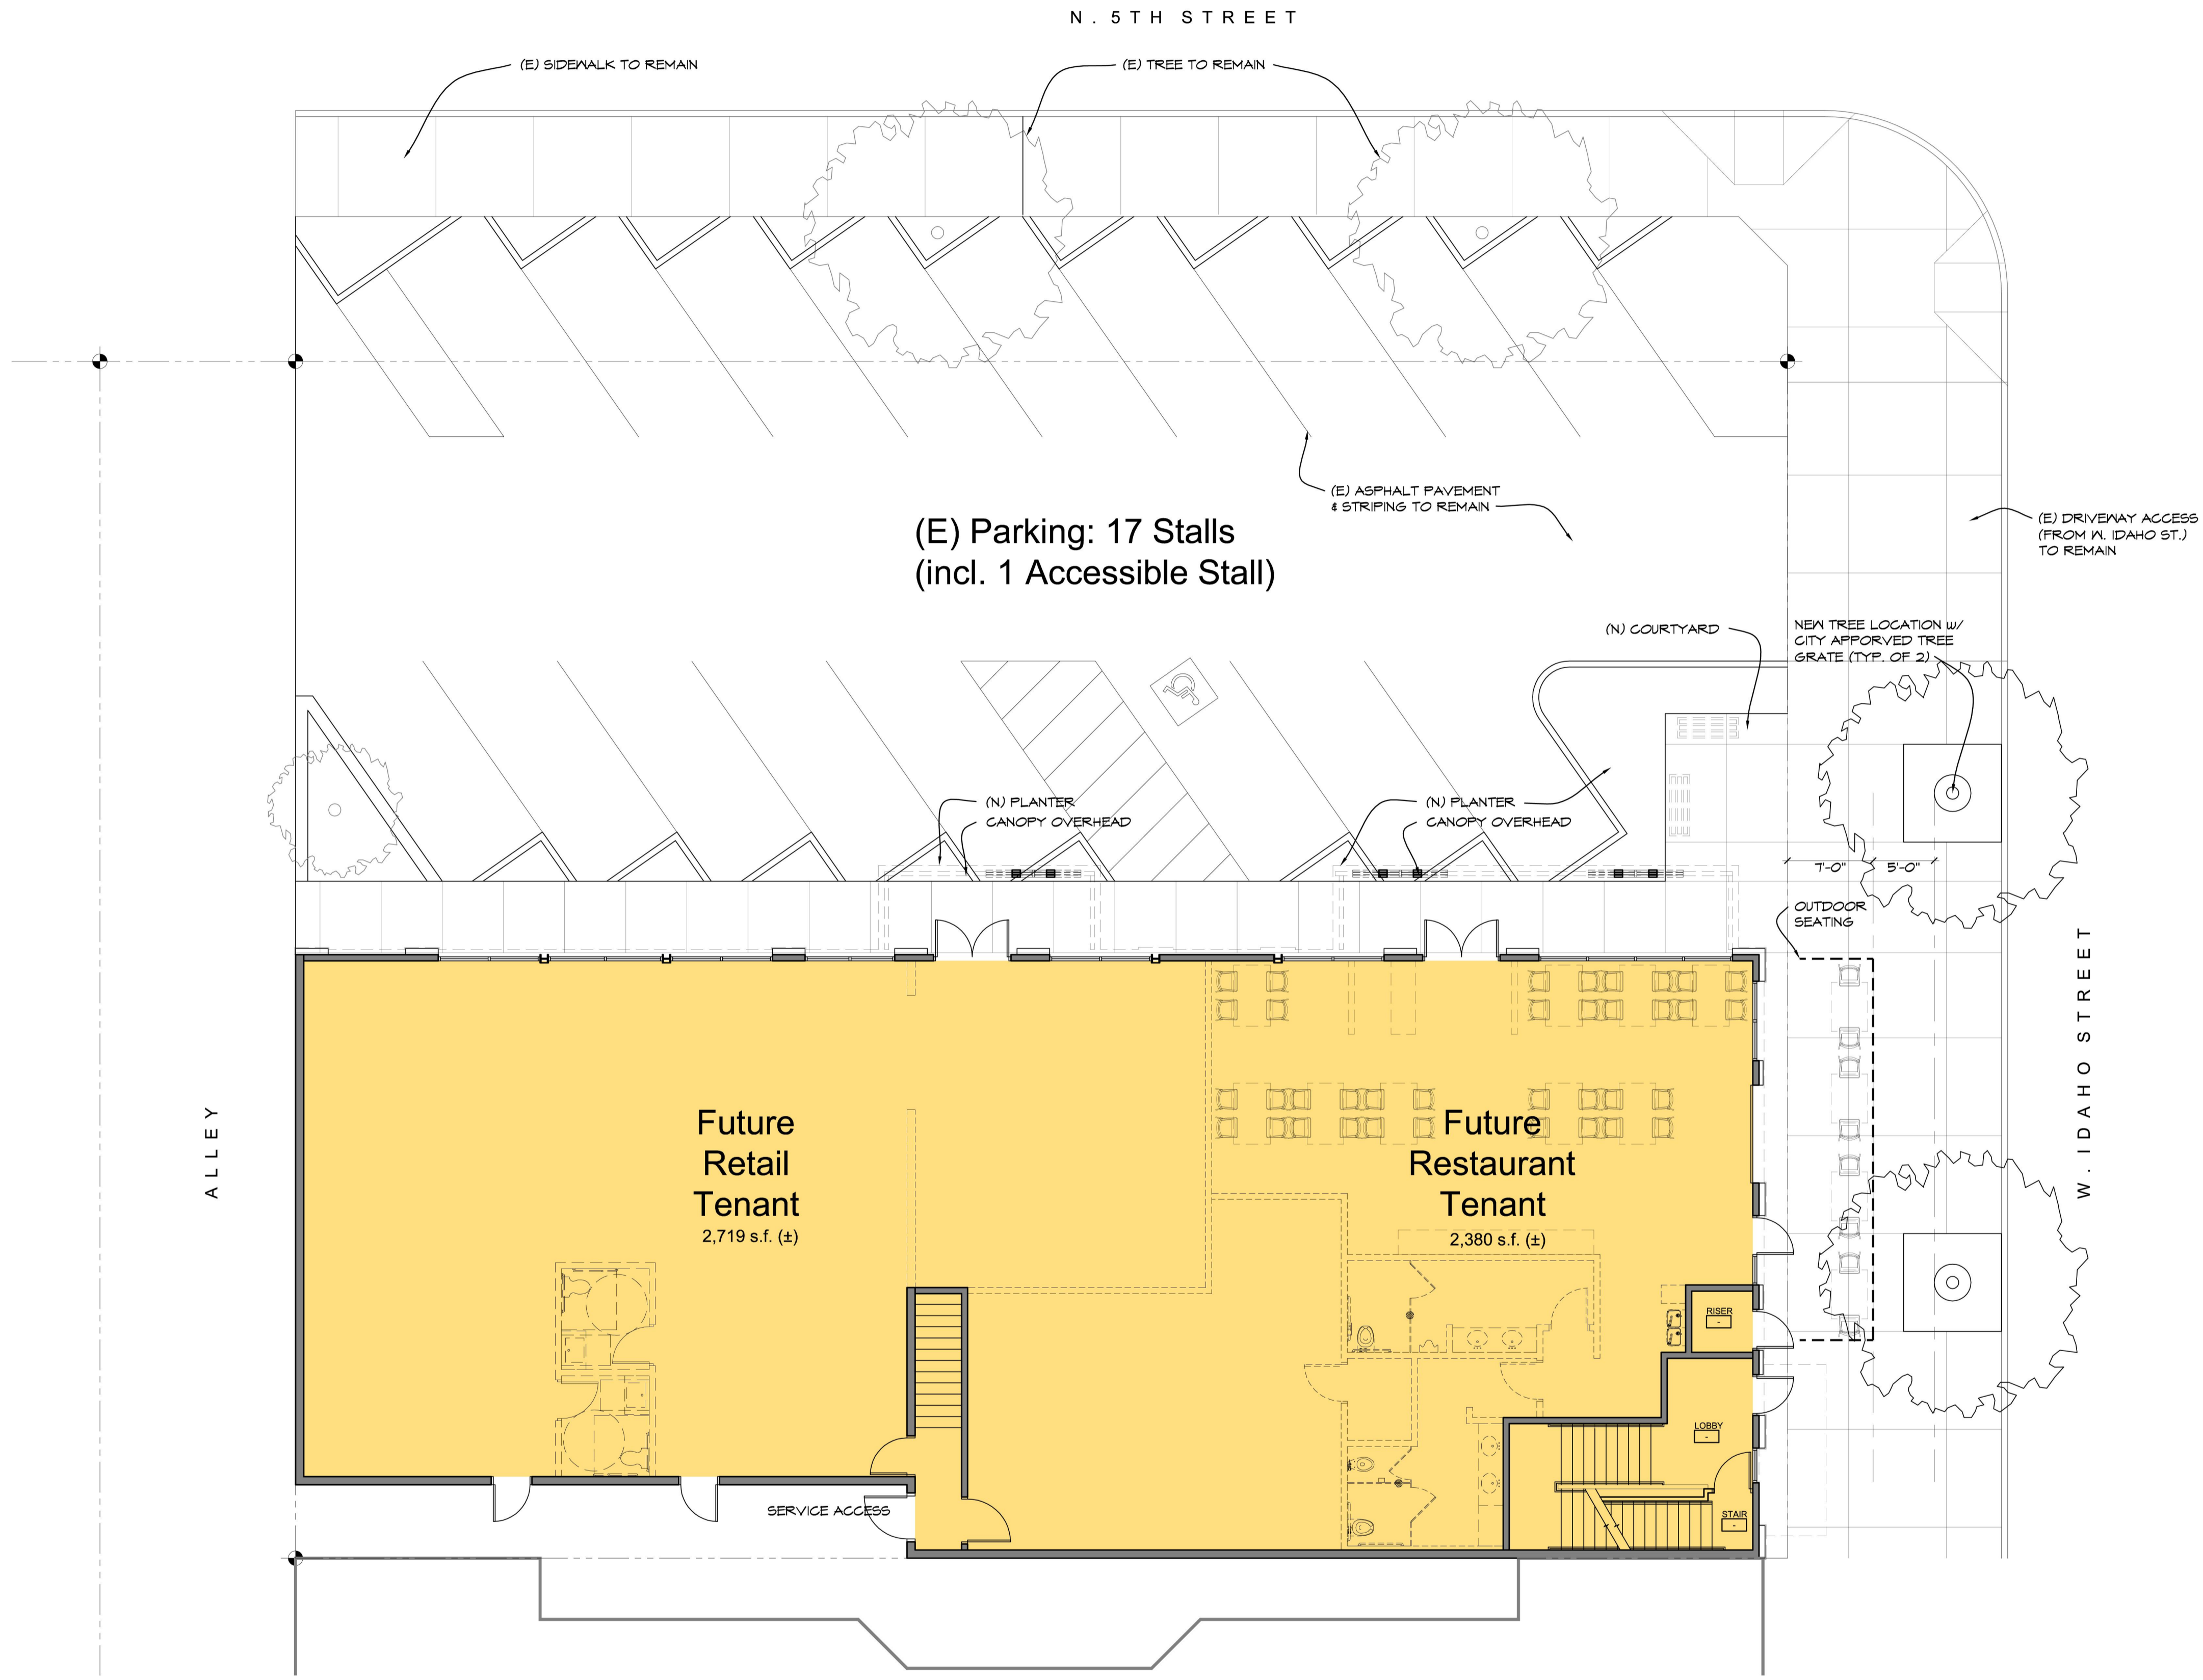 N. 5TH STREET
(E) SIDEWALK TO REMAIN
(E) TREE TO REMAIN
(E) ASPHALT PAVEMENT
& STRIPING TO REMAIN
(E) Parking: 17 Stalls
(incl. 1 Accessible Stall)
(E) DRIVEWAY ACCESS
(FROM W. IDAHO ST.)
TO REMAIN
(N) COURTYARD
NEW TREE LOCATION W/
CITY APPORVED TREE
GRATE (TYP. OF 2)
(N) PLANTER
CANOPY OVERHEAD
(N) PLANTER
CANOPY OVERHEAD
7'-0"
5'-0"
OUTDOOR
SEATING
ALLEY
W. IDAHO STREET
Future
Retail
Tenant
2,719 s.f. (±)
Future
Restaurant
Tenant
2,380 s.f. (±)
RISER
-
LOBBY
-
STAIR
-
SERVICE ACCESS